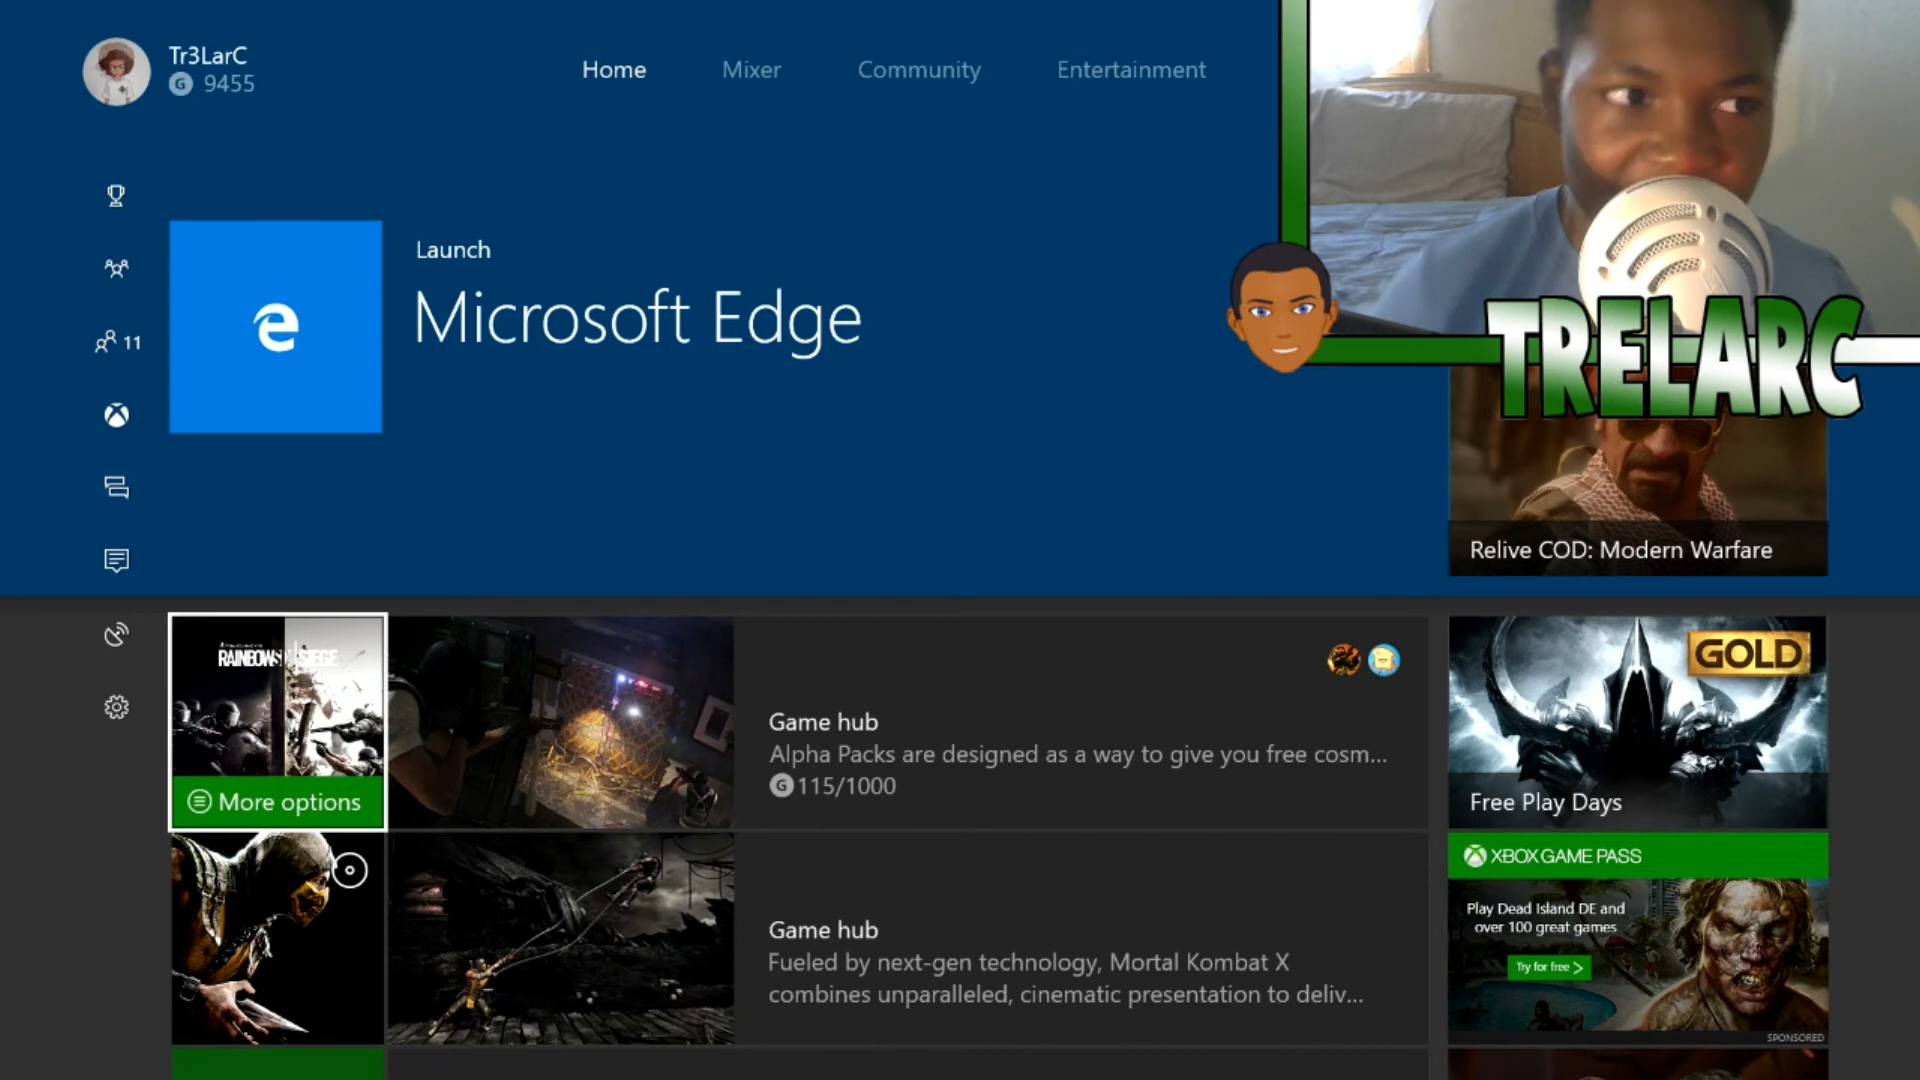 Tr3LarC
G 9455
Home
Mixer
Community
Entertainment
11
Launch
Microsoft Edge
TRELARC
Relive COD: Modern Warfare
RAINBOW SIEGE
More options
Game hub
Alpha Packs are designed as a way to give you free cosm...
G 115/1000
GOLD
Free Play Days
Game hub
Fueled by next-gen technology, Mortal Kombat X
combines unparalleled, cinematic presentation to deliv...
XBOX GAME PASS
Play Dead Island DE and
over 100 great games
Try for free >
SPONSORED